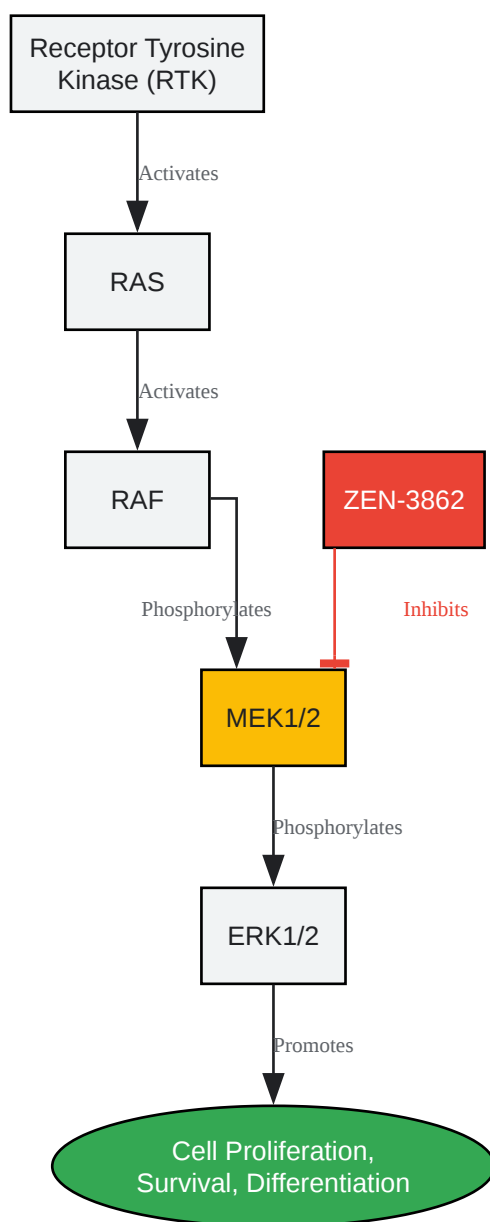 Receptor Tyrosine
Kinase (RTK)
Activates
RAS
Activates
RAF
ZEN-3862
Phosphorylates
Inhibits
MEK1/2
Phosphorylates
ERK1/2
Promotes
Cell Proliferation,
Survival, Differentiation